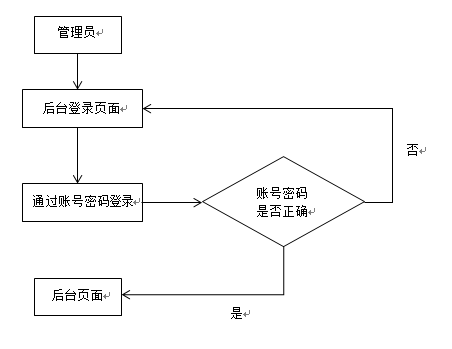 管理员
后台登录页面
否
通过账号密码登录
账号密码
是否正确
后台页面
是